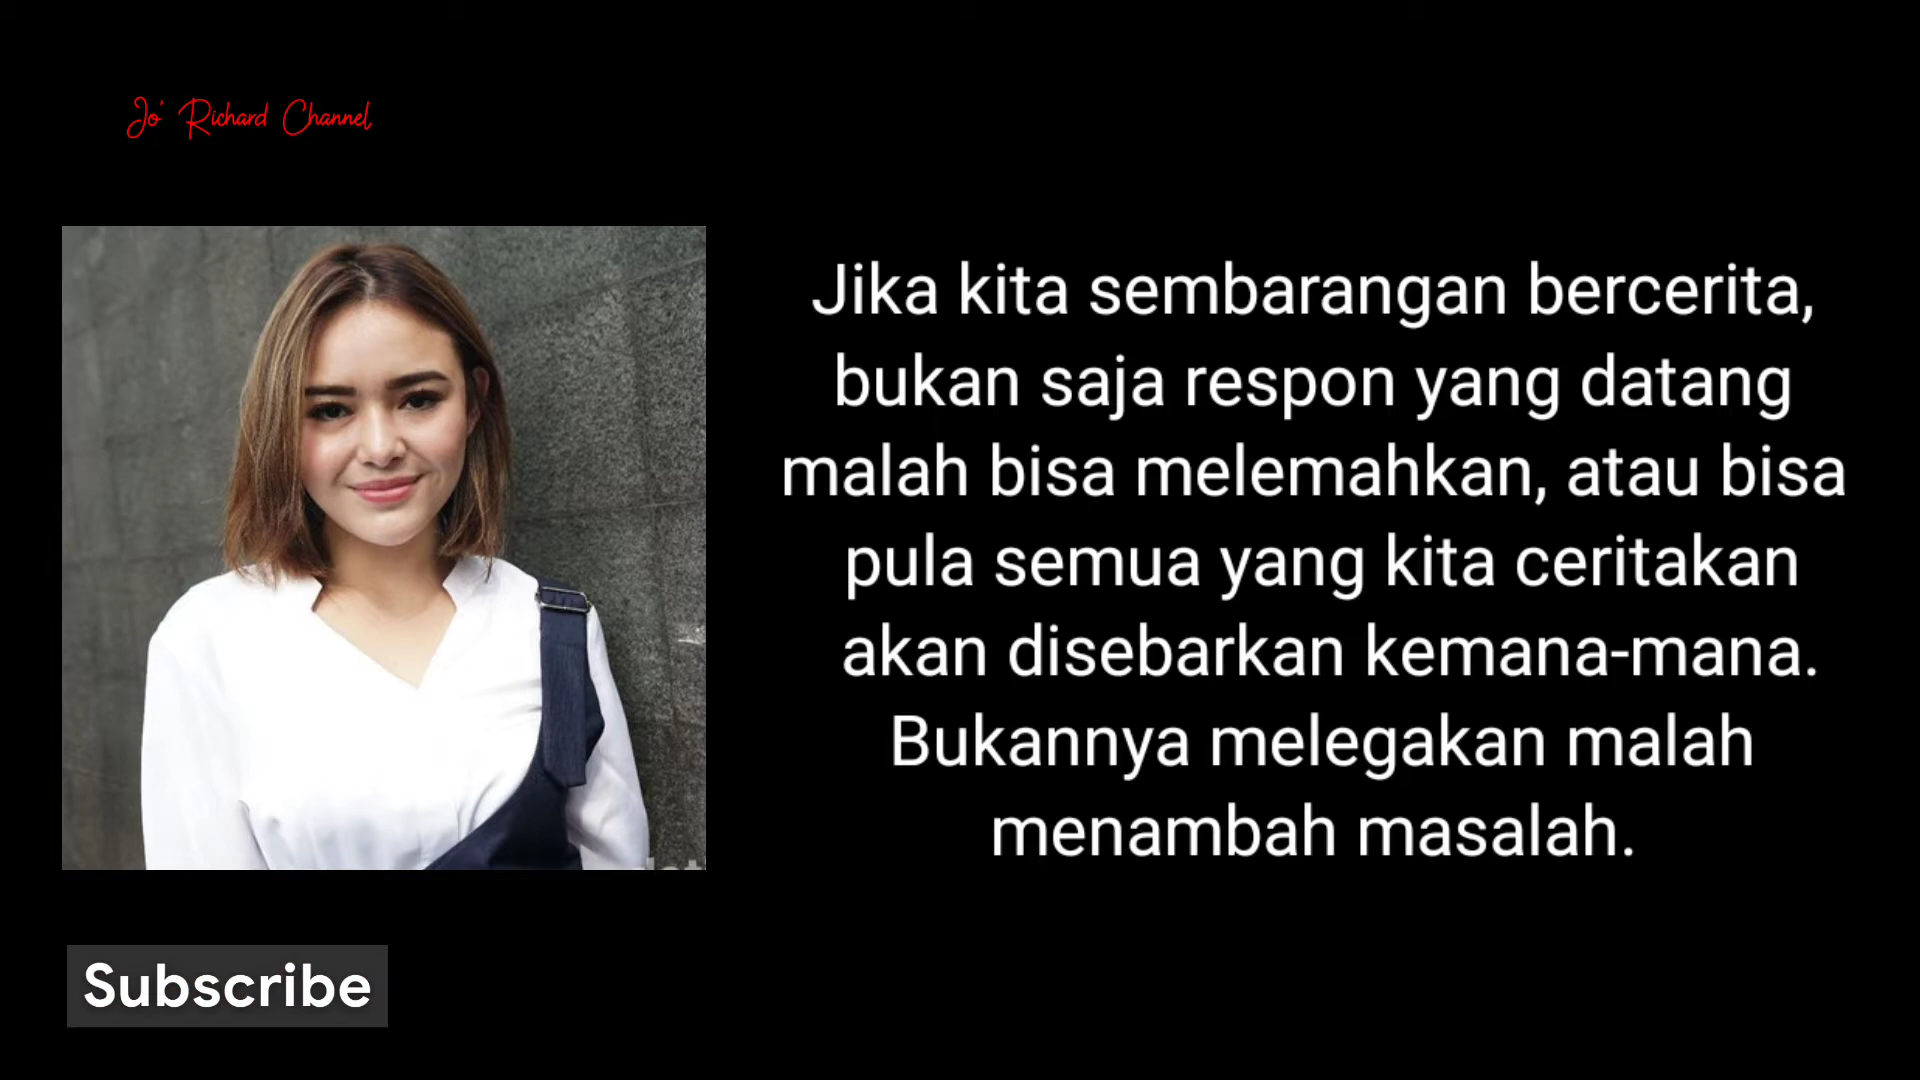 Jo' Richard Channel
Jika kita sembarangan bercerita,
bukan saja respon yang datang
malah bisa melemahkan, atau bisa
pula semua yang kita ceritakan
akan disebarkan kemana-mana.
Bukannya melegakan malah
menambah masalah.
Subscribe